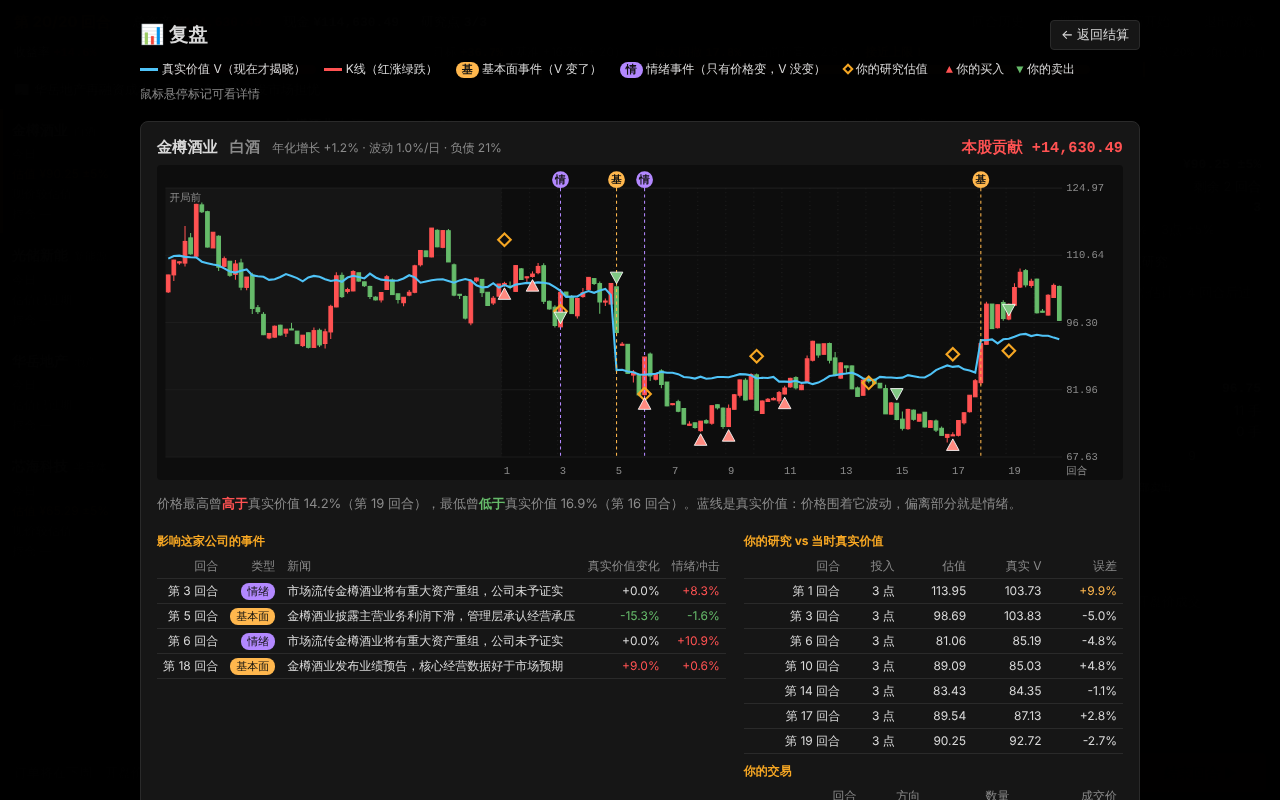 📊 复盘
← 返回结算
真实价值 V（现在才揭晓） K线（红涨绿跌） 基 基本面事件（V 变了） 情 情绪事件（只有价格变，V 没变） 你的研究估值 ▲你的买入 ▼你的卖出
鼠标悬停标记可看详情
金樽酒业 白酒 年化增长 +1.2% · 波动 1.0%/日 · 负债 21%
本股贡献 +14,630.49
情 基 情 基
开局前
124.97
110.64
96.30
81.96
67.63
1 3 5 7 9 11 13 15 17 19 回合
价格最高曾高于真实价值 14.2%（第 19 回合），最低曾低于真实价值 16.9%（第 16 回合）。蓝线是真实价值：价格围着它波动，偏离部分就是情绪。
影响这家公司的事件
回合 类型 新闻 真实价值变化 情绪冲击
第 3 回合 情绪 市场流传金樽酒业将有重大资产重组，公司未予证实 +0.0% +8.3%
第 5 回合 基本面 金樽酒业披露主营业务利润下滑，管理层承认经营承压 -15.3% -1.6%
第 6 回合 情绪 市场流传金樽酒业将有重大资产重组，公司未予证实 +0.0% +10.9%
第 18 回合 基本面 金樽酒业发布业绩预告，核心经营数据好于市场预期 +9.0% +0.6%
你的研究 vs 当时真实价值
回合 投入 估值 真实 V 误差
第 1 回合 3 点 113.95 103.73 +9.9%
第 3 回合 3 点 98.69 103.83 -5.0%
第 6 回合 3 点 81.06 85.19 -4.8%
第 10 回合 3 点 89.09 85.03 +4.8%
第 14 回合 3 点 83.43 84.35 -1.1%
第 17 回合 3 点 89.54 87.13 +2.8%
第 19 回合 3 点 90.25 92.72 -2.7%
你的交易
回合 方向 数量 成交价